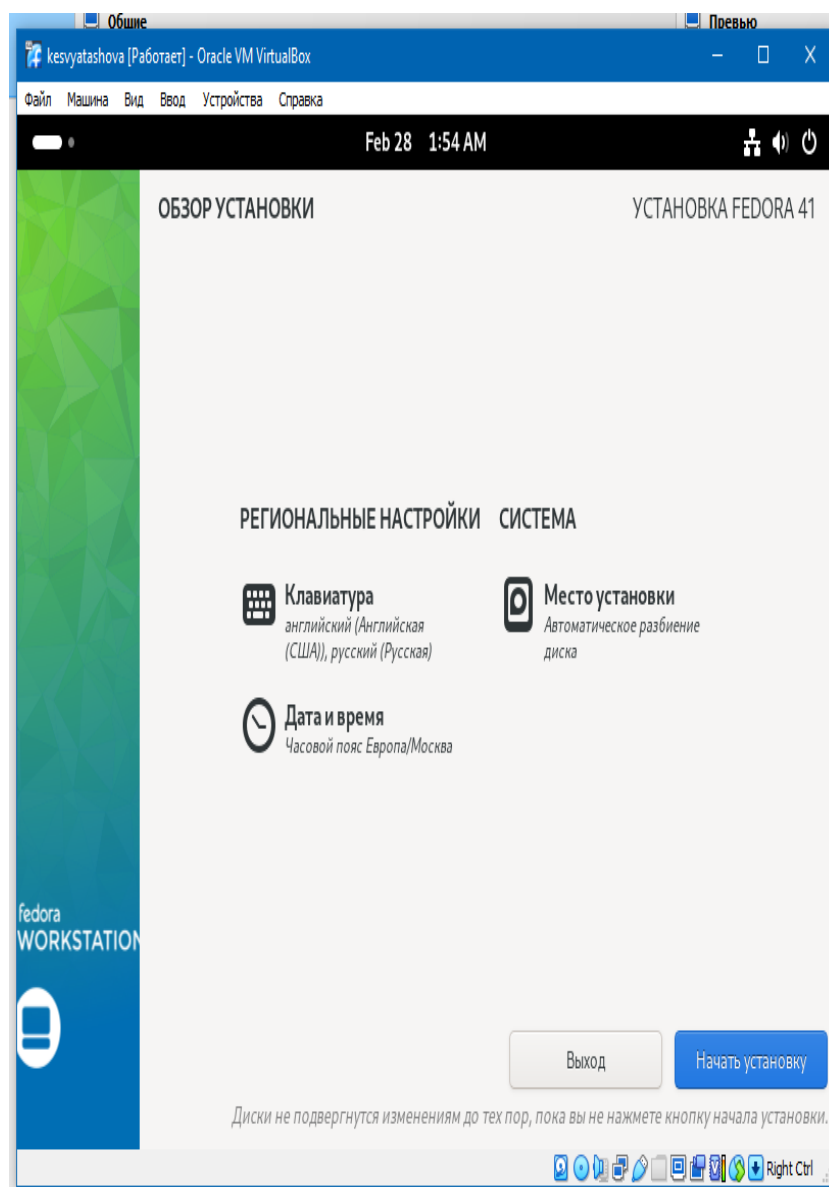 Общие
Превью
kesvyatashova [Работает] - Oracle VM VirtualBox
Файл Машина Вид Ввод Устройства Справка
Feb 28 1:54 AM
ОБЗОР УСТАНОВКИ
УСТАНОВКА FEDORA 41
РЕГИОНАЛЬНЫЕ НАСТРОЙКИ
СИСТЕМА
Клавиатура
английский (Английская
(США)), русский (Русская)
Место установки
Автоматическое разбиение
диска
Дата и время
Часовой пояс Европа/Москва
fedora
WORKSTATION
Выход
Начать установку
Диски не подвергнутся изменениям до тех пор, пока вы не нажмете кнопку начала установки.
Right Ctrl